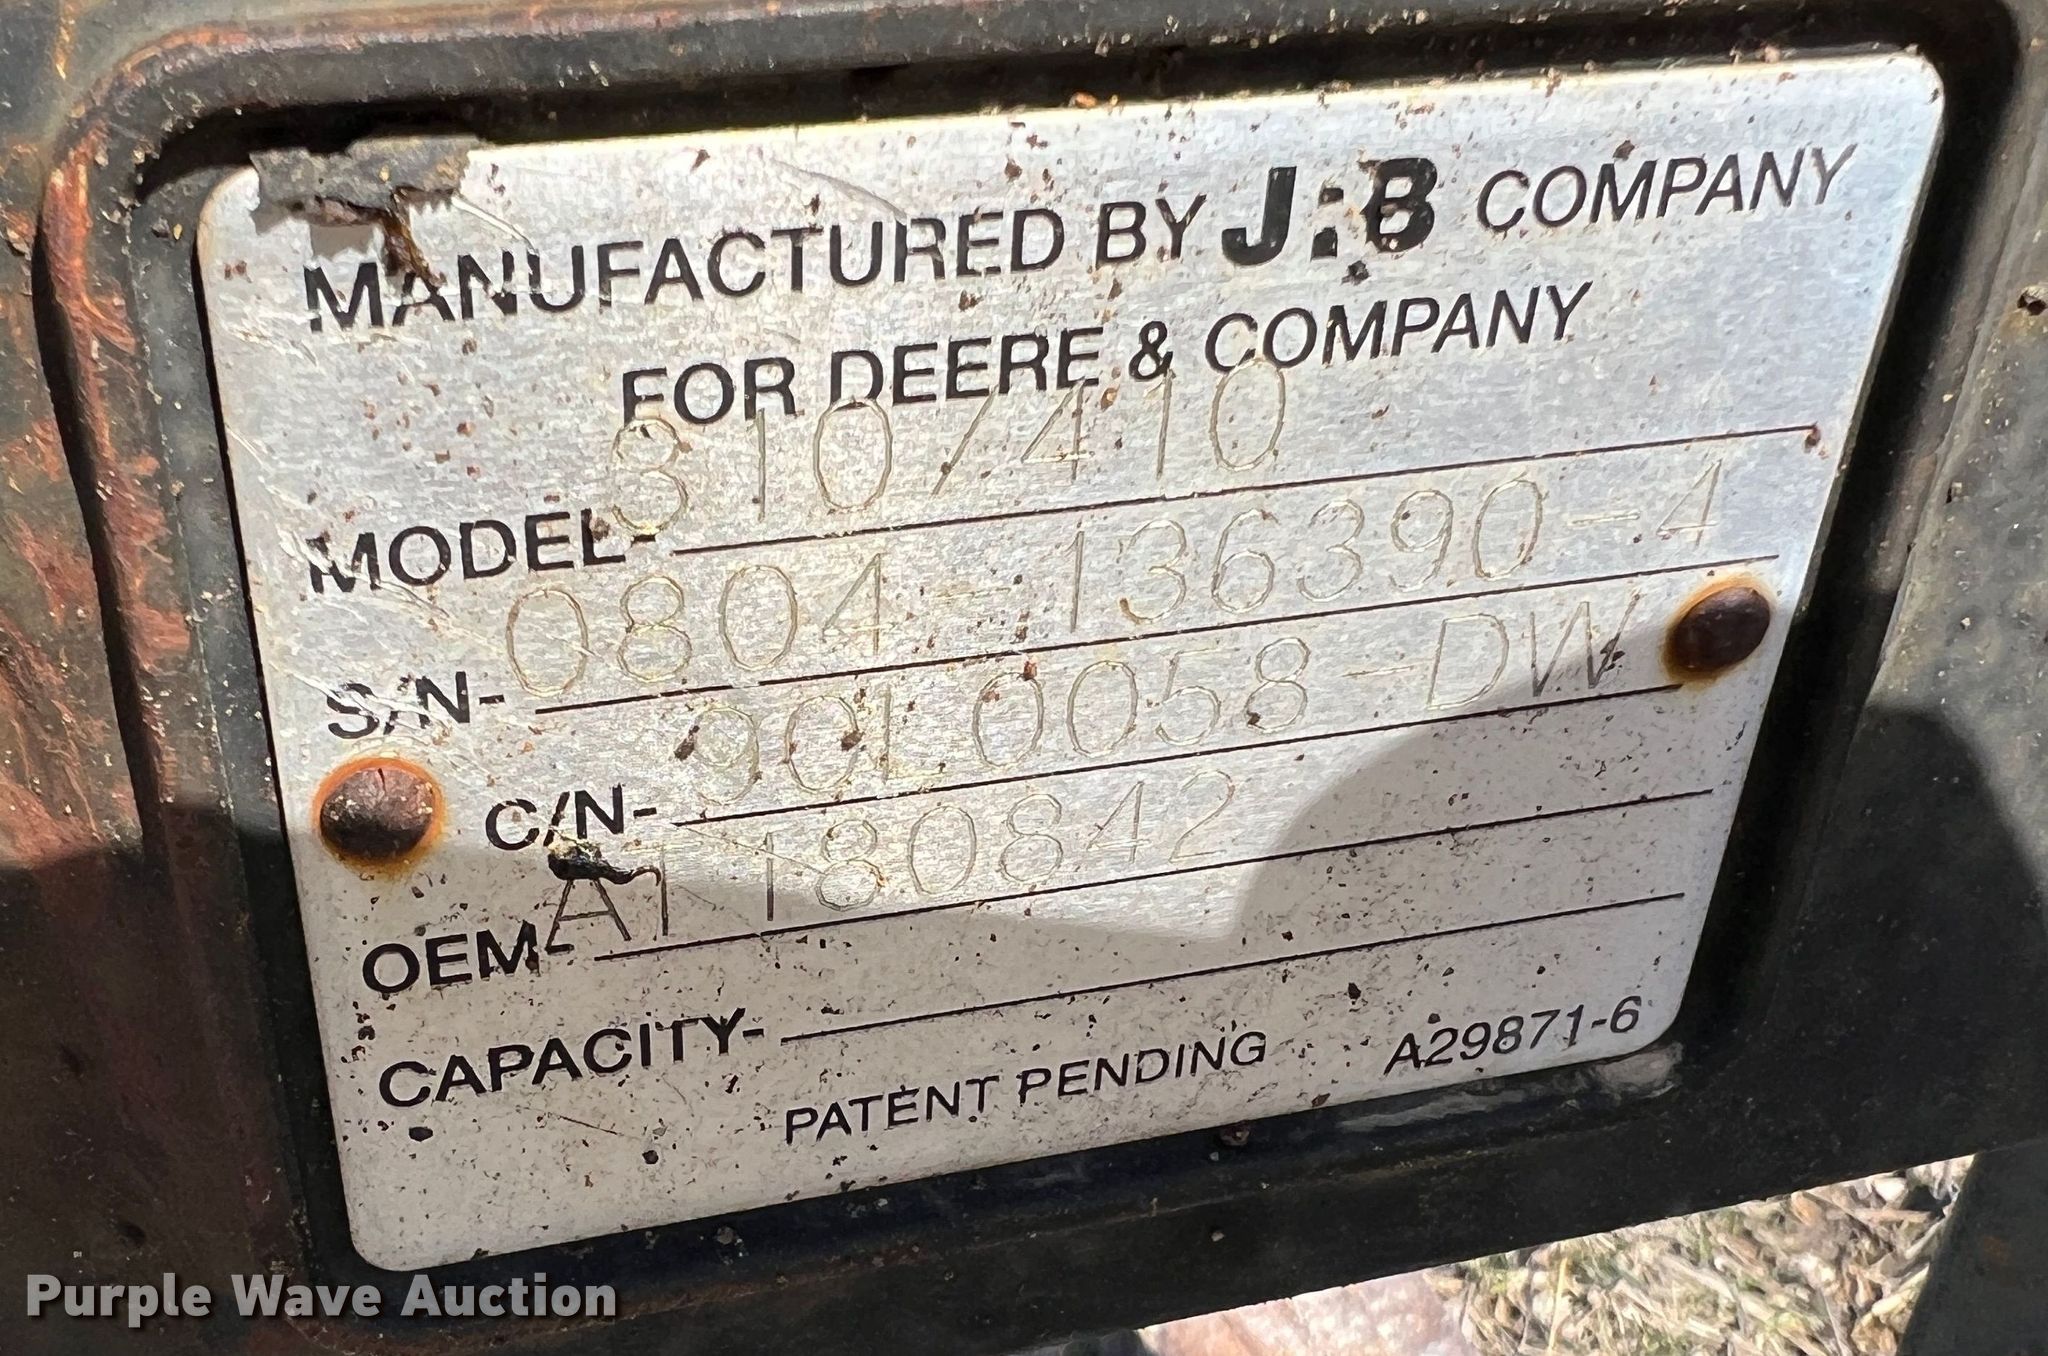 MANUFACTURED BY J.B COMPANY
FOR DEERE & COMPANY
MODEL- 310/410
S/N- 0804-136390-4
C/N- 90L0058-DW
OEM- AT180842
CAPACITY-
PATENT PENDING A29871-6
Purple Wave Auction